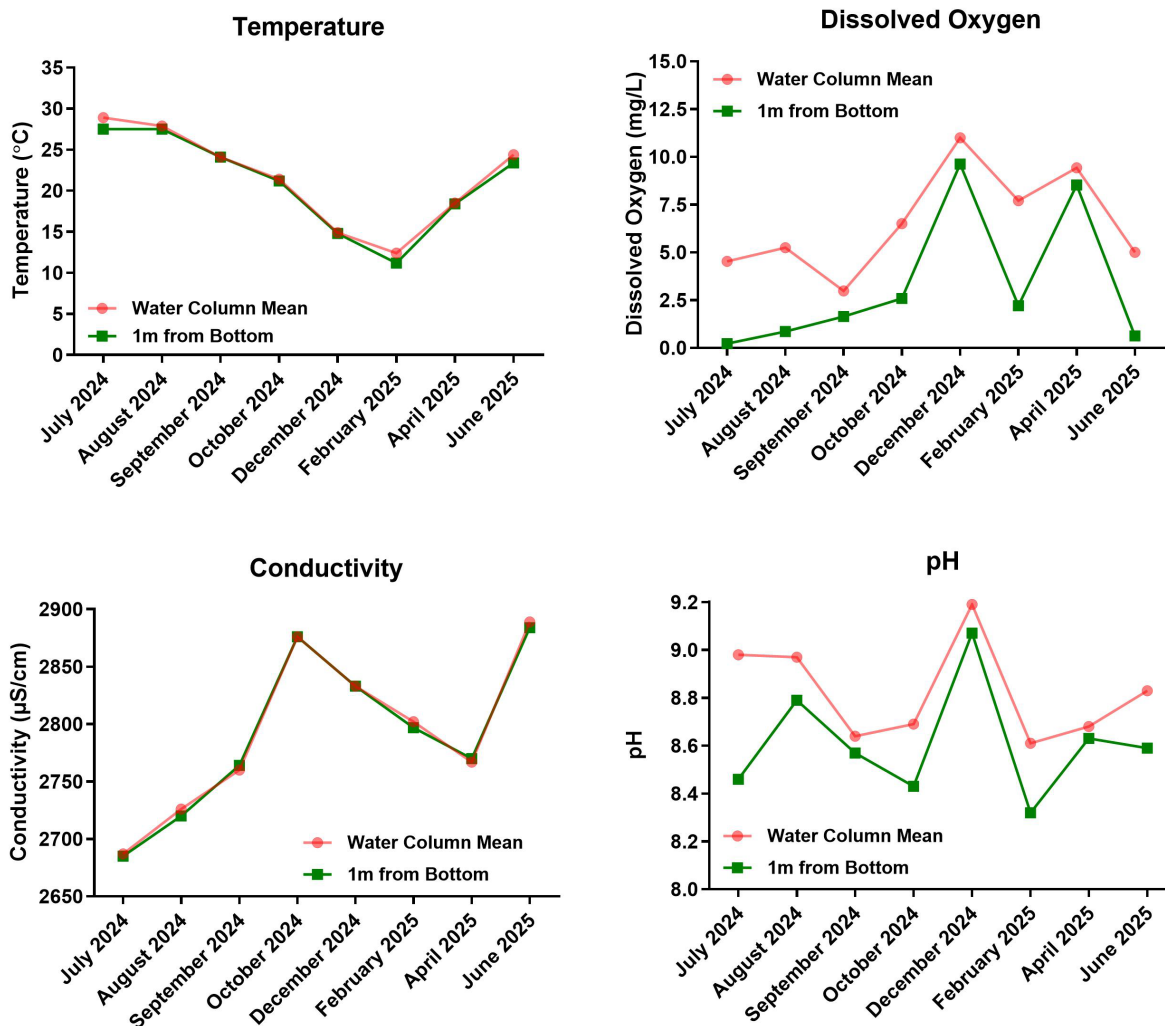 Temperature
Temperature (°C)
35
30
25
20
15
10
5
0
Water Column Mean
1m from Bottom
July 2024
August 2024
September 2024
October 2024
December 2024
February 2025
April 2025
June 2025
Dissolved Oxygen
Dissolved Oxygen (mg/L)
15.0
12.5
10.0
7.5
5.0
2.5
0.0
Water Column Mean
1m from Bottom
July 2024
August 2024
September 2024
October 2024
December 2024
February 2025
April 2025
June 2025
Conductivity
Conductivity (µS/cm)
2900
2850
2800
2750
2700
2650
Water Column Mean
1m from Bottom
July 2024
August 2024
September 2024
October 2024
December 2024
February 2025
April 2025
June 2025
pH
pH
9.2
9.0
8.8
8.6
8.4
8.2
8.0
Water Column Mean
1m from Bottom
July 2024
August 2024
September 2024
October 2024
December 2024
February 2025
April 2025
June 2025